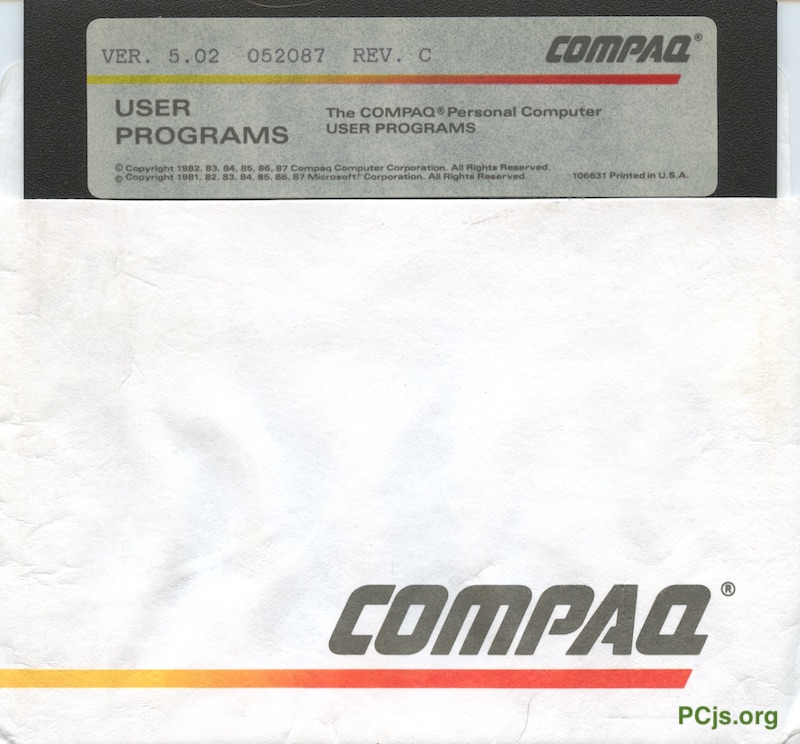 VER. 5.02 052087 REV. C
COMPAQ®
USER
PROGRAMS
The COMPAQ® Personal Computer
USER PROGRAMS
© Copyright 1982, 83, 84, 85, 86, 87 Compaq Computer Corporation. All Rights Reserved.
© Copyright 1981, 82, 83, 84, 85, 86, 87 Microsoft® Corporation. All Rights Reserved.
106631 Printed in U.S.A.
COMPAQ®
PCjs.org